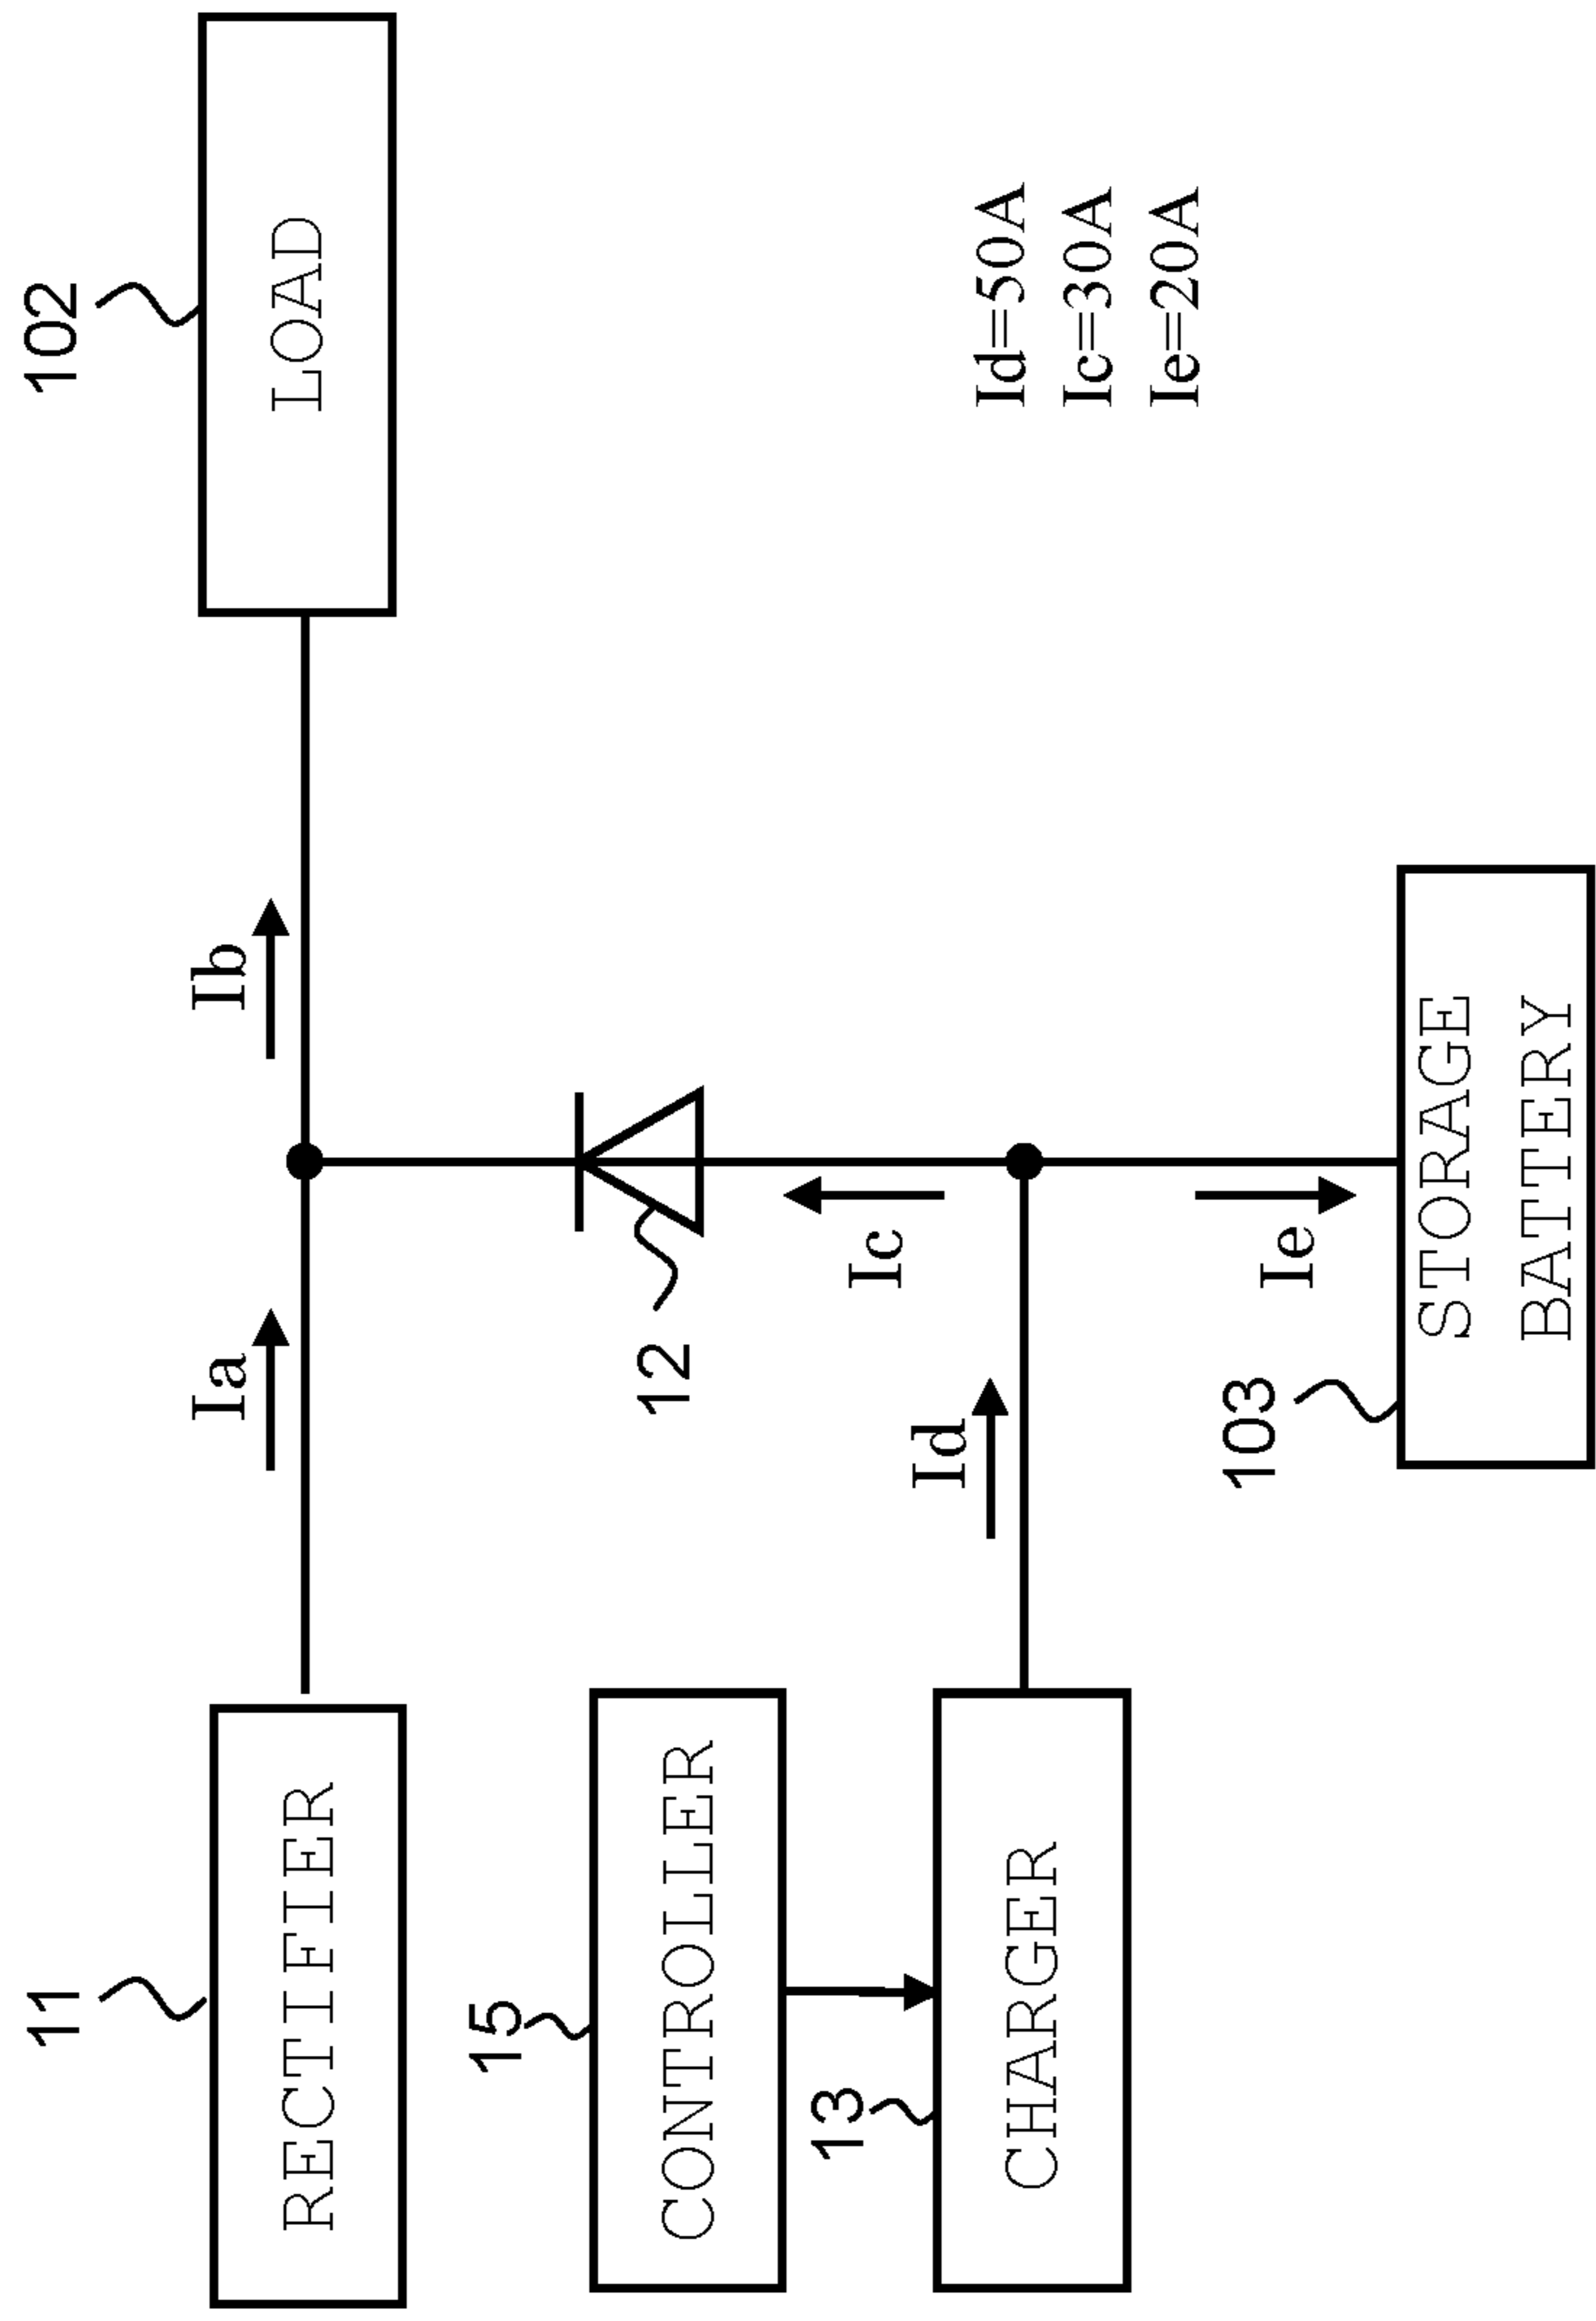 11
RECTIFIER
Ia
Ib
102
LOAD
15
CONTROLLER
12
13
CHARGER
Id
Ic
Id=50A
Ic=30A
Ie=20A
103
Ie
STORAGE
BATTERY